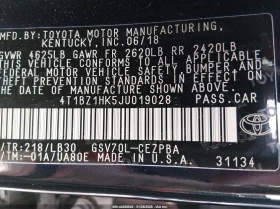 BY: TOYOTA MOTOR MANUFACTURING,
KENTUCKY, INC. 06/18
GVWR 4625LB GAWR FR 2620LB RR 2420LB
THIS VEHICLE CONFORMS TO ALL APPLICABLE
FEDERAL MOTOR VEHICLE SAFETY, BUMPER,
AND THEFT PREVENTION STANDARDS IN
EFFECT ON THE DATE OF MANUFACTURE
SHOWN ABOVE.
4T1BZ1HK5JU019028 PASS.CAR
/TR:218/LB30 GSV70L-CEZPBA
/TM:-01A/UA80E MADE IN U.S.A. 31134